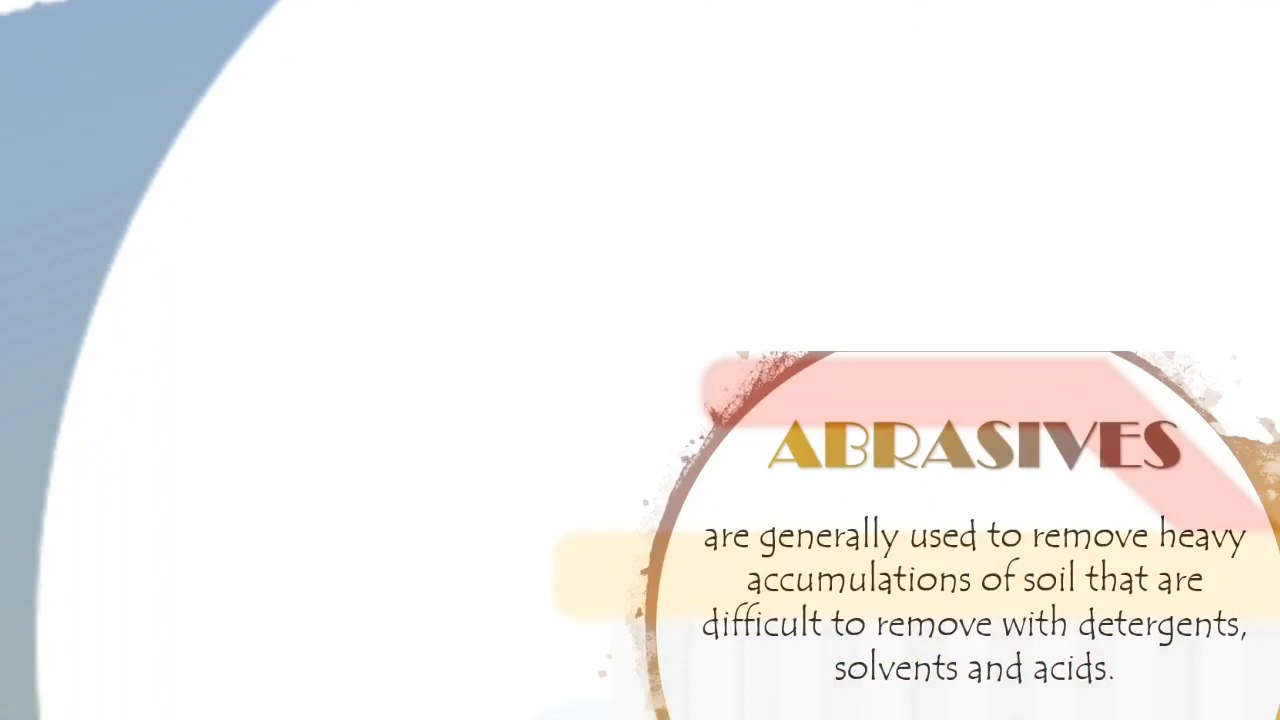 ABRASIVES
are generally used to remove heavy
accumulations of soil that are
difficult to remove with detergents,
solvents and acids.